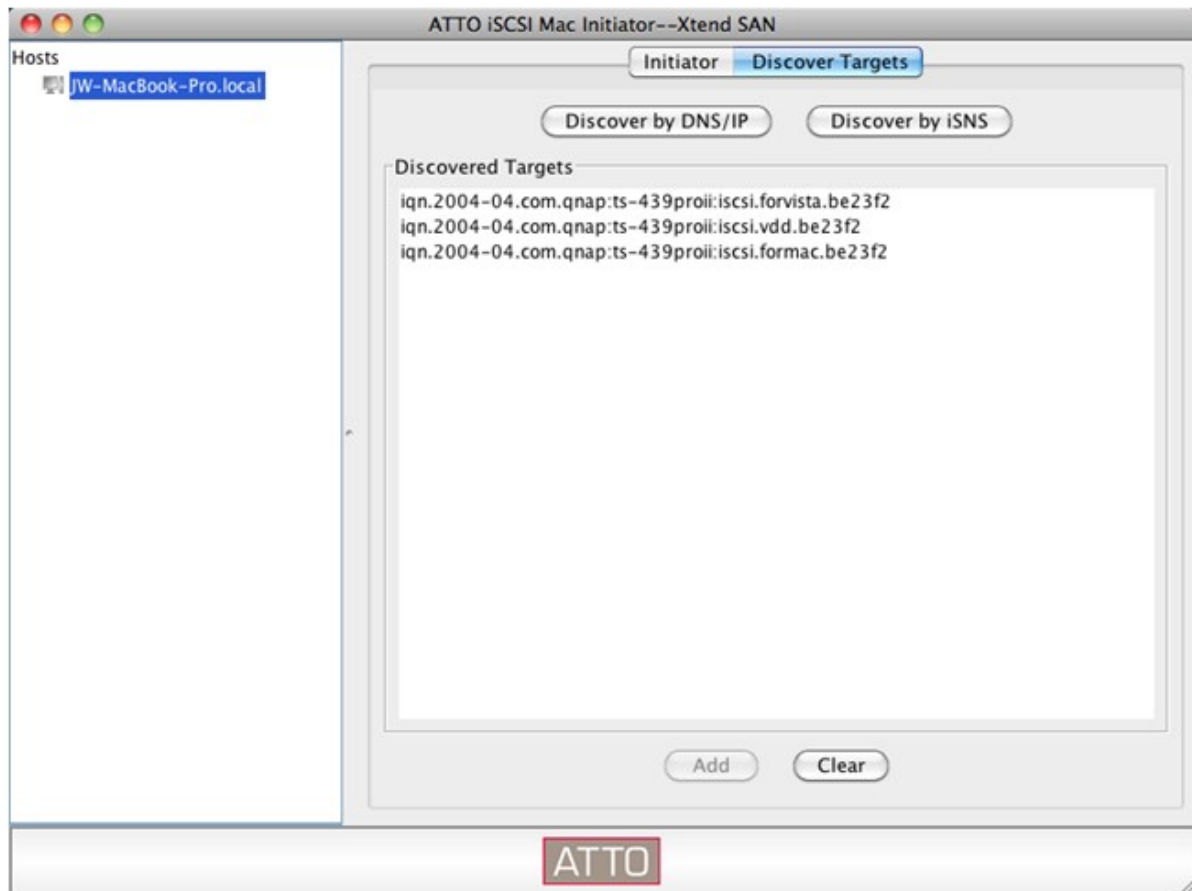 ATTO iSCSI Mac Initiator--Xtend SAN
Hosts
JW-MacBook-Pro.local
Initiator
Discover Targets
Discover by DNS/IP
Discover by iSNS
Discovered Targets
iqn.2004-04.com.qnap:ts-439proii:iscsi.forvista.be23f2
iqn.2004-04.com.qnap:ts-439proii:iscsi.vdd.be23f2
iqn.2004-04.com.qnap:ts-439proii:iscsi.formac.be23f2
Add
Clear
ATTO